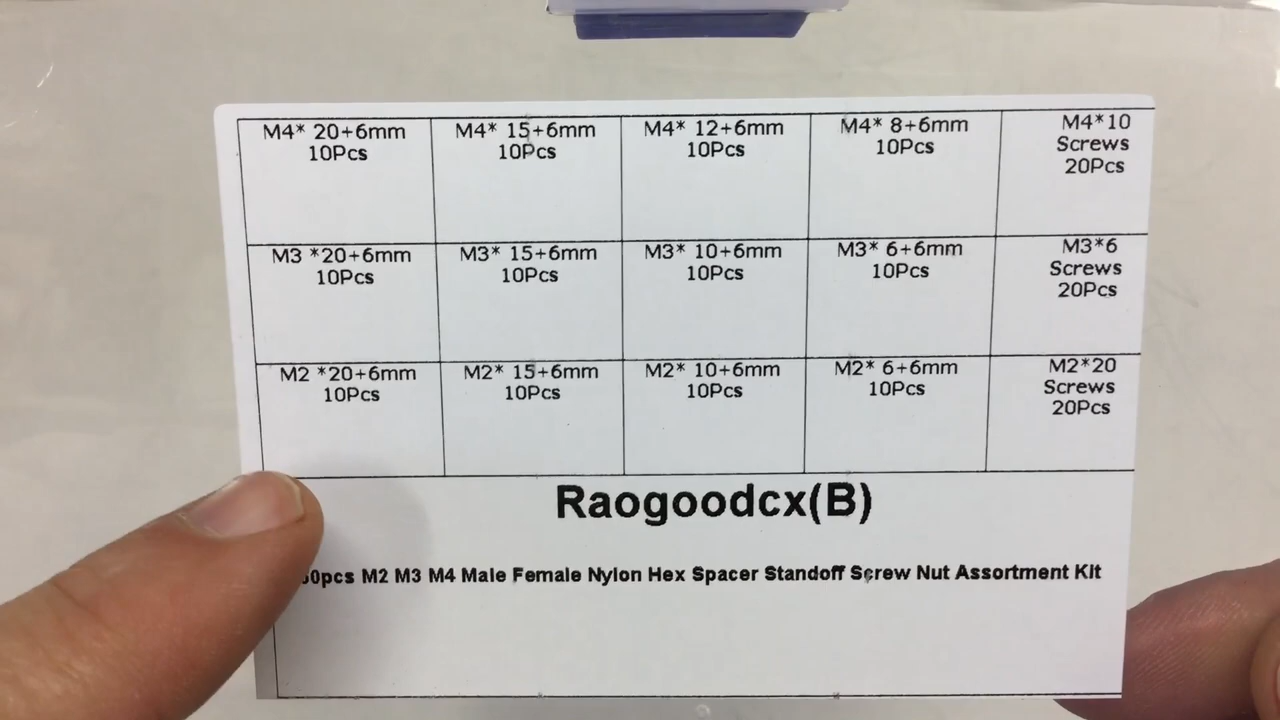 M4* 20+6mm
10Pcs
M4* 15+6mm
10Pcs
M4* 12+6mm
10Pcs
M4* 8+6mm
10Pcs
M4*10
Screws
20Pcs
M3 *20+6mm
10Pcs
M3* 15+6mm
10Pcs
M3* 10+6mm
10Pcs
M3* 6+6mm
10Pcs
M3*6
Screws
20Pcs
M2 *20+6mm
10Pcs
M2* 15+6mm
10Pcs
M2* 10+6mm
10Pcs
M2* 6+6mm
10Pcs
M2*20
Screws
20Pcs
Raogoodcx(B)
M2 M3 M4 Male Female Nylon Hex Spacer Standoff Screw Nut Assortment Kit